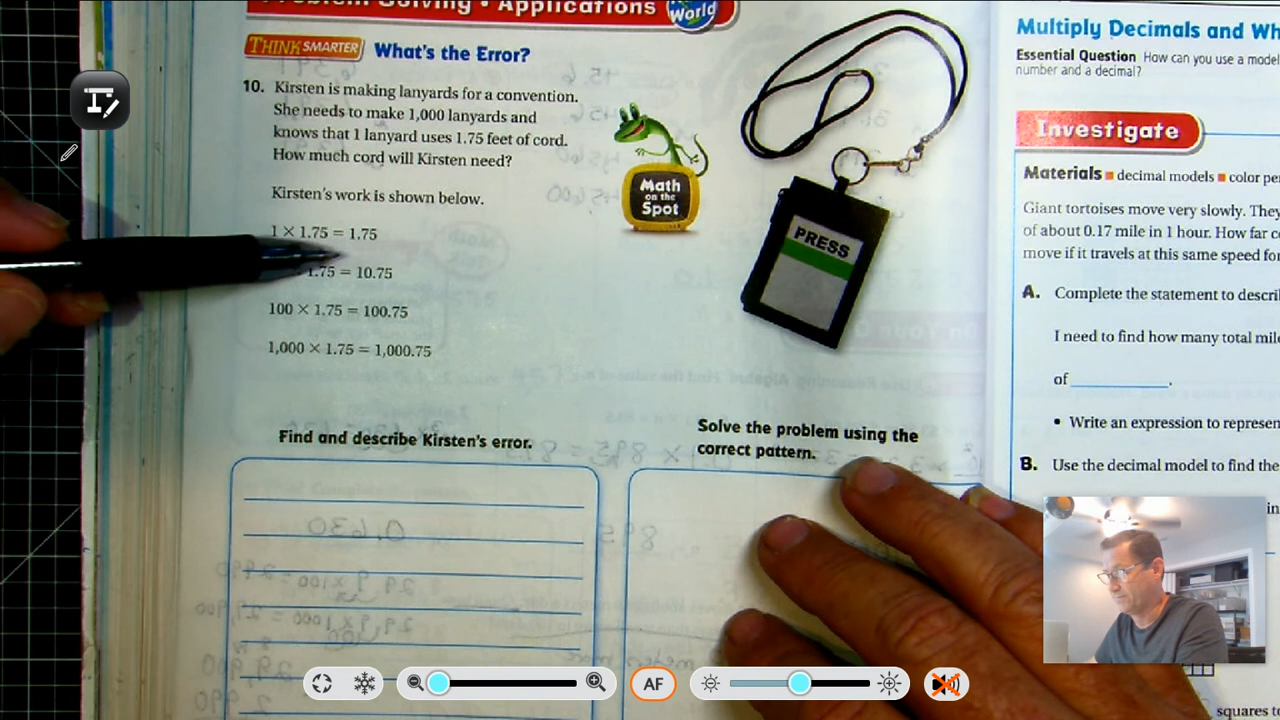 Problem Solving • Applications
World
THINK SMARTER What's the Error?
10. Kirsten is making lanyards for a convention.
She needs to make 1,000 lanyards and
knows that 1 lanyard uses 1.75 feet of cord.
How much cord will Kirsten need?
Kirsten's work is shown below.
1 × 1.75 = 1.75
1.75 = 10.75
100 × 1.75 = 100.75
1,000 × 1.75 = 1,000.75
Math
on the
Spot
PRESS
Find and describe Kirsten's error.
Solve the problem using the
correct pattern.
Multiply Decimals and Wh
Essential Question How can you use a model
number and a decimal?
Investigate
Materials ■ decimal models ■ color
Giant tortoises move very slowly. They
of about 0.17 mile in 1 hour. How far
move if it travels at this same speed
A. Complete the statement to
I need to find how many total
of ____________.
• Write an expression to
B. Use the decimal model to find the
in
squares
AF